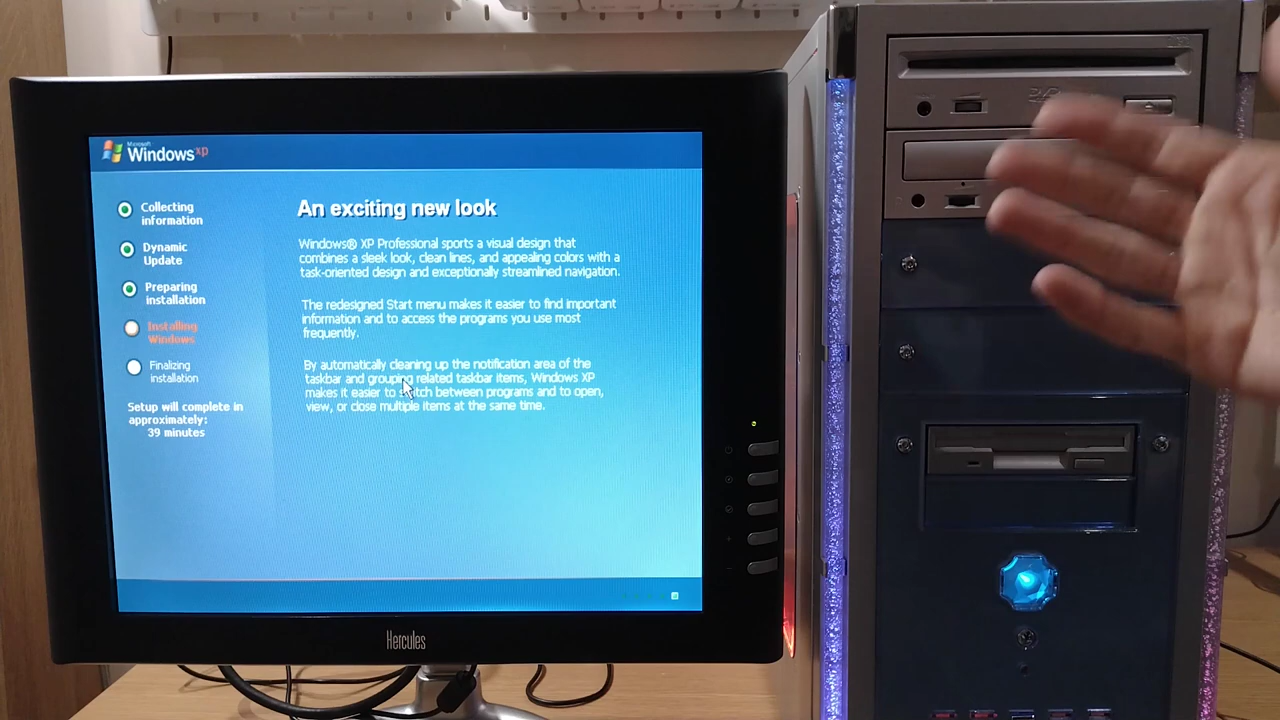 Microsoft
Windows xp
Collecting
information
Dynamic
Update
Preparing
installation
Installing
Windows
Finalizing
installation
Setup will complete in
approximately:
39 minutes
An exciting new look
Windows® XP Professional sports a visual design that
combines a sleek look, clean lines, and appealing colors with a
task-oriented design and exceptionally streamlined navigation.
The redesigned Start menu makes it easier to find important
information and to access the programs you use most
frequently.
By automatically cleaning up the notification area of the
taskbar and grouping related taskbar items, Windows XP
makes it easier to switch between programs and to open,
view, or close multiple items at the same time.
Hercules
DVD